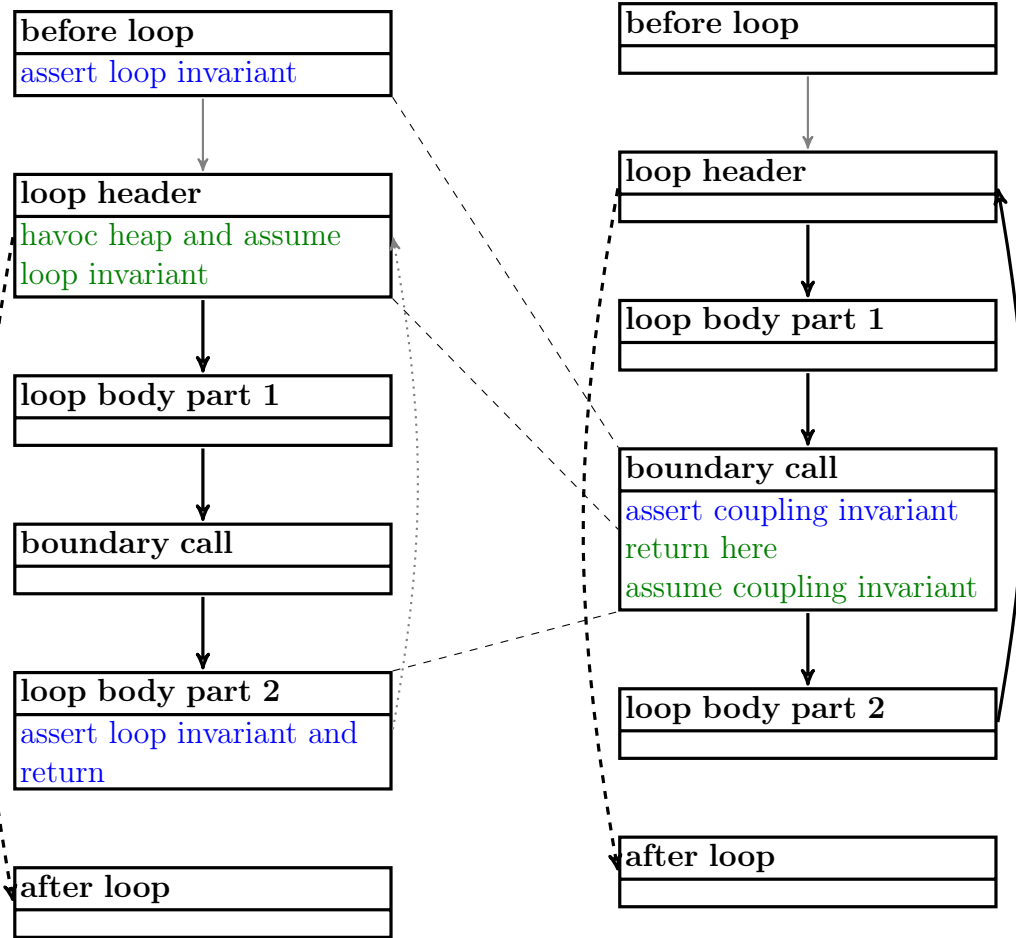 before loop
assert loop invariant
loop header
havoc heap and assume
loop invariant
loop body part 1
boundary call
loop body part 2
assert loop invariant and
return
after loop
before loop
loop header
loop body part 1
boundary call
assert coupling invariant
return here
assume coupling invariant
loop body part 2
after loop